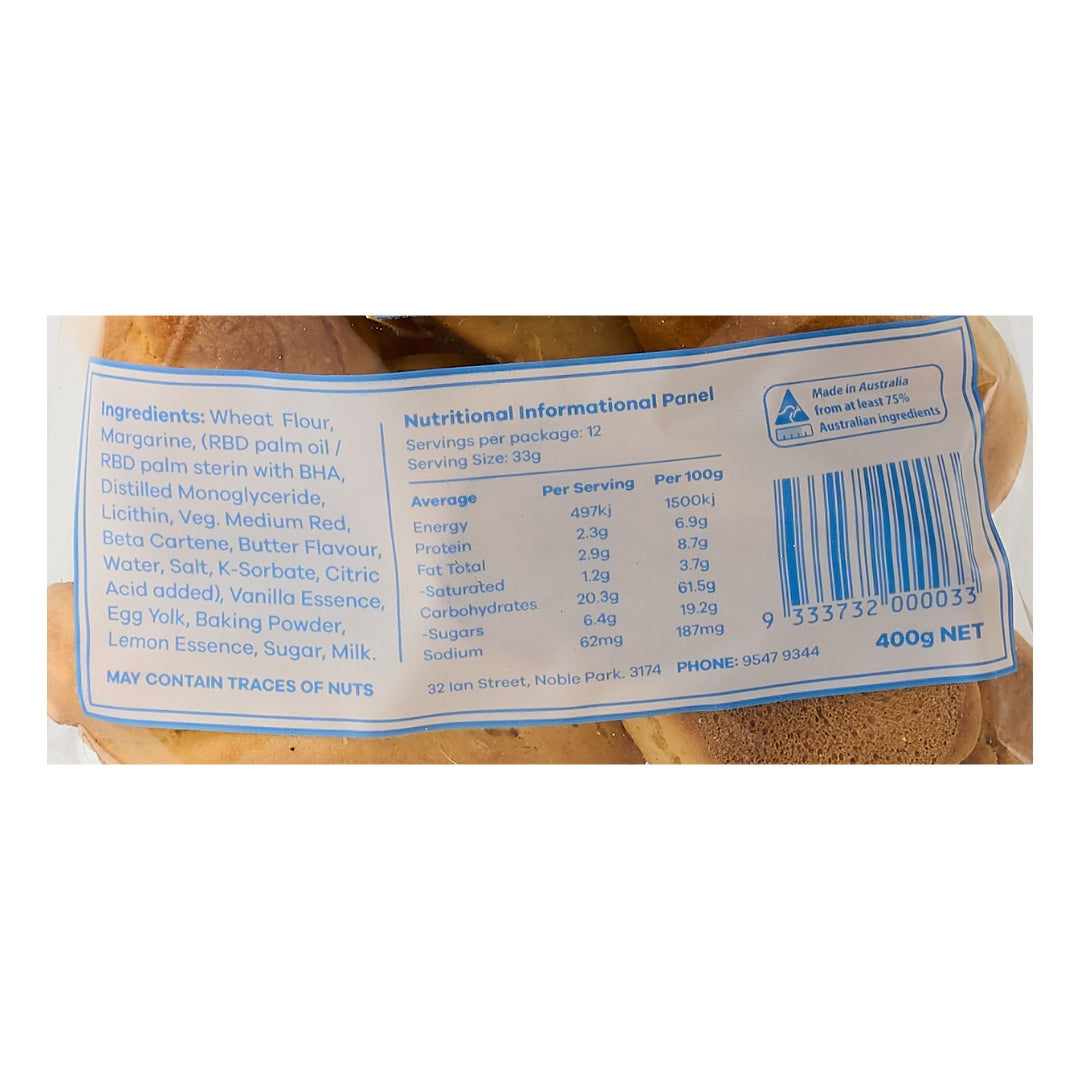 Ingredients: Wheat Flour,
Margarine, (RBD palm oil /
RBD palm sterin with BHA,
Distilled Monoglyceride,
Licithin, Veg. Medium Red,
Beta Cartene, Butter Flavour,
Water, Salt, K-Sorbate, Citric
Acid added), Vanilla Essence,
Egg Yolk, Baking Powder,
Lemon Essence, Sugar, Milk.
MAY CONTAIN TRACES OF NUTS
Nutritional Informational Panel
Servings per package: 12
Serving Size: 33g
Average Per Serving Per 100g
Energy 497kj 1500kj
Protein 2.3g 6.9g
Fat Total 2.9g 8.7g
-Saturated 1.2g 3.7g
Carbohydrates 20.3g 61.5g
-Sugars 6.4g 19.2g
Sodium 62mg 187mg
32 Ian Street, Noble Park. 3174 PHONE: 9547 9344
Made in Australia
from at least 75%
Australian ingredients
9 333732 000033
400g NET